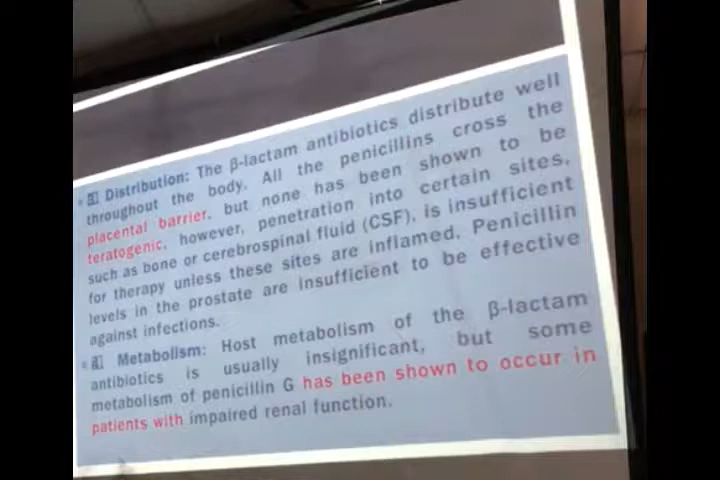 Distribution: The β-lactam antibiotics distribute well
throughout the body. All the penicillins cross the
placental barrier, but none has been shown to be
teratogenic, however, penetration into certain sites,
such as bone or cerebrospinal fluid (CSF), is insufficient
for therapy unless these sites are inflamed. Penicillin
levels in the prostate are insufficient to be effective
against infections.
Metabolism: Host metabolism of the β-lactam
antibiotics is usually insignificant, but some
metabolism of penicillin G has been shown to occur in
patients with impaired renal function.